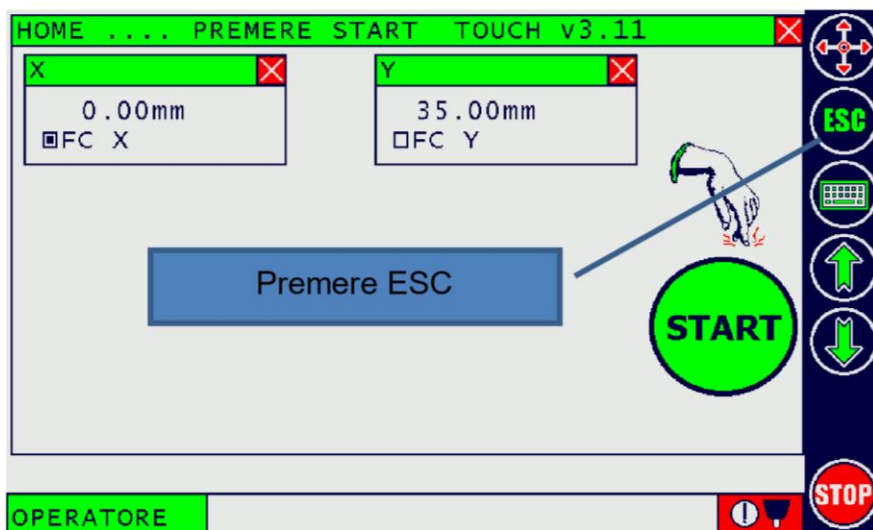 HOME .... PREMERE START TOUCH v3.11
X
Y
0.00mm
35.00mm
FC X
FC Y
ESC
Premere ESC
START
STOP
OPERATORE